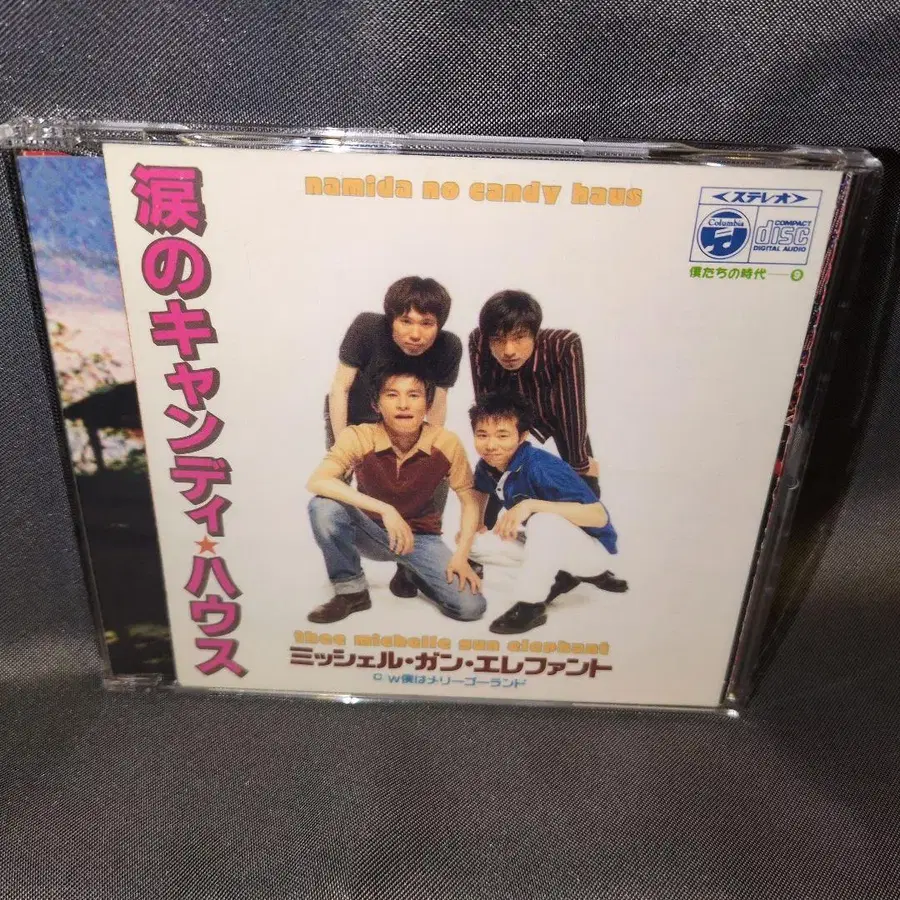 涙のキャンディ★ハウス
namida no candy haus
<ステレオ>
Columbia
COMPACT
disc
DIGITAL AUDIO
僕たちの時代—⑨
thee michelle gun elephant
ミッシェル・ガン・エレファント
C/W僕はメリーゴーランド